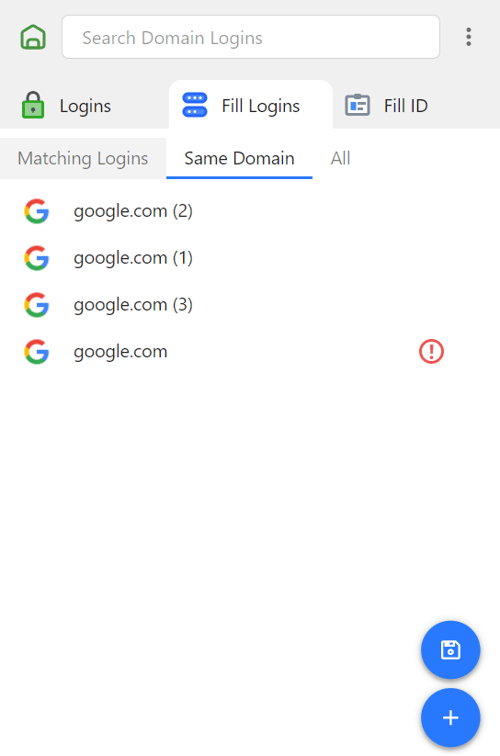 Search Domain Logins
Logins Fill Logins Fill ID
Matching Logins Same Domain All
google.com (2)
google.com (1)
google.com (3)
google.com